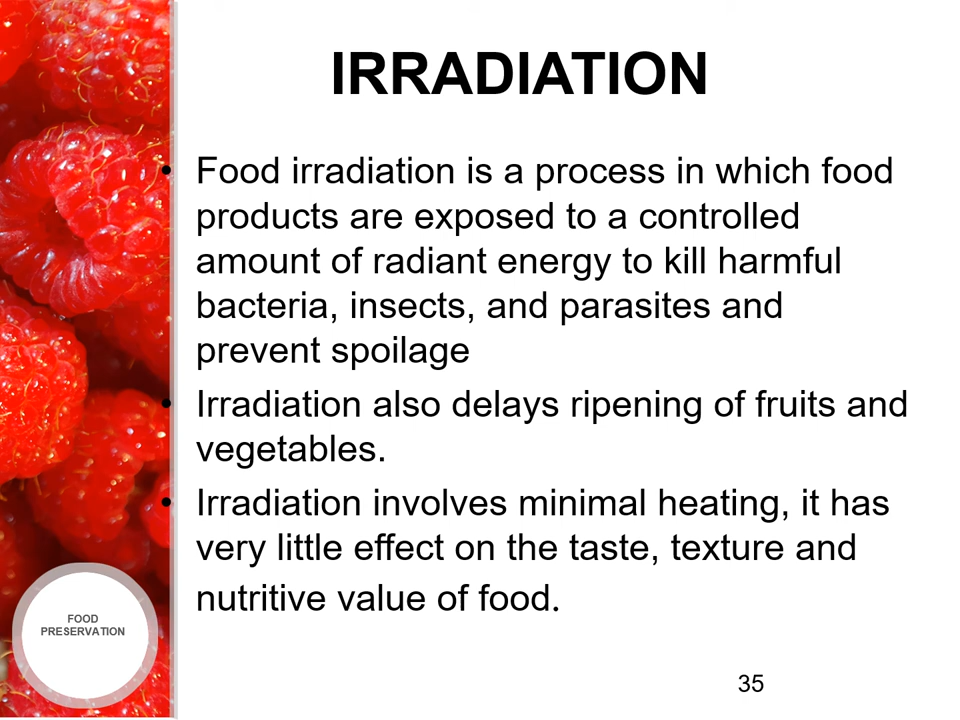 IRRADIATION
• Food irradiation is a process in which food
products are exposed to a controlled
amount of radiant energy to kill harmful
bacteria, insects, and parasites and
prevent spoilage
• Irradiation also delays ripening of fruits and
vegetables.
• Irradiation involves minimal heating, it has
very little effect on the taste, texture and
nutritive value of food.
FOOD
PRESERVATION
35